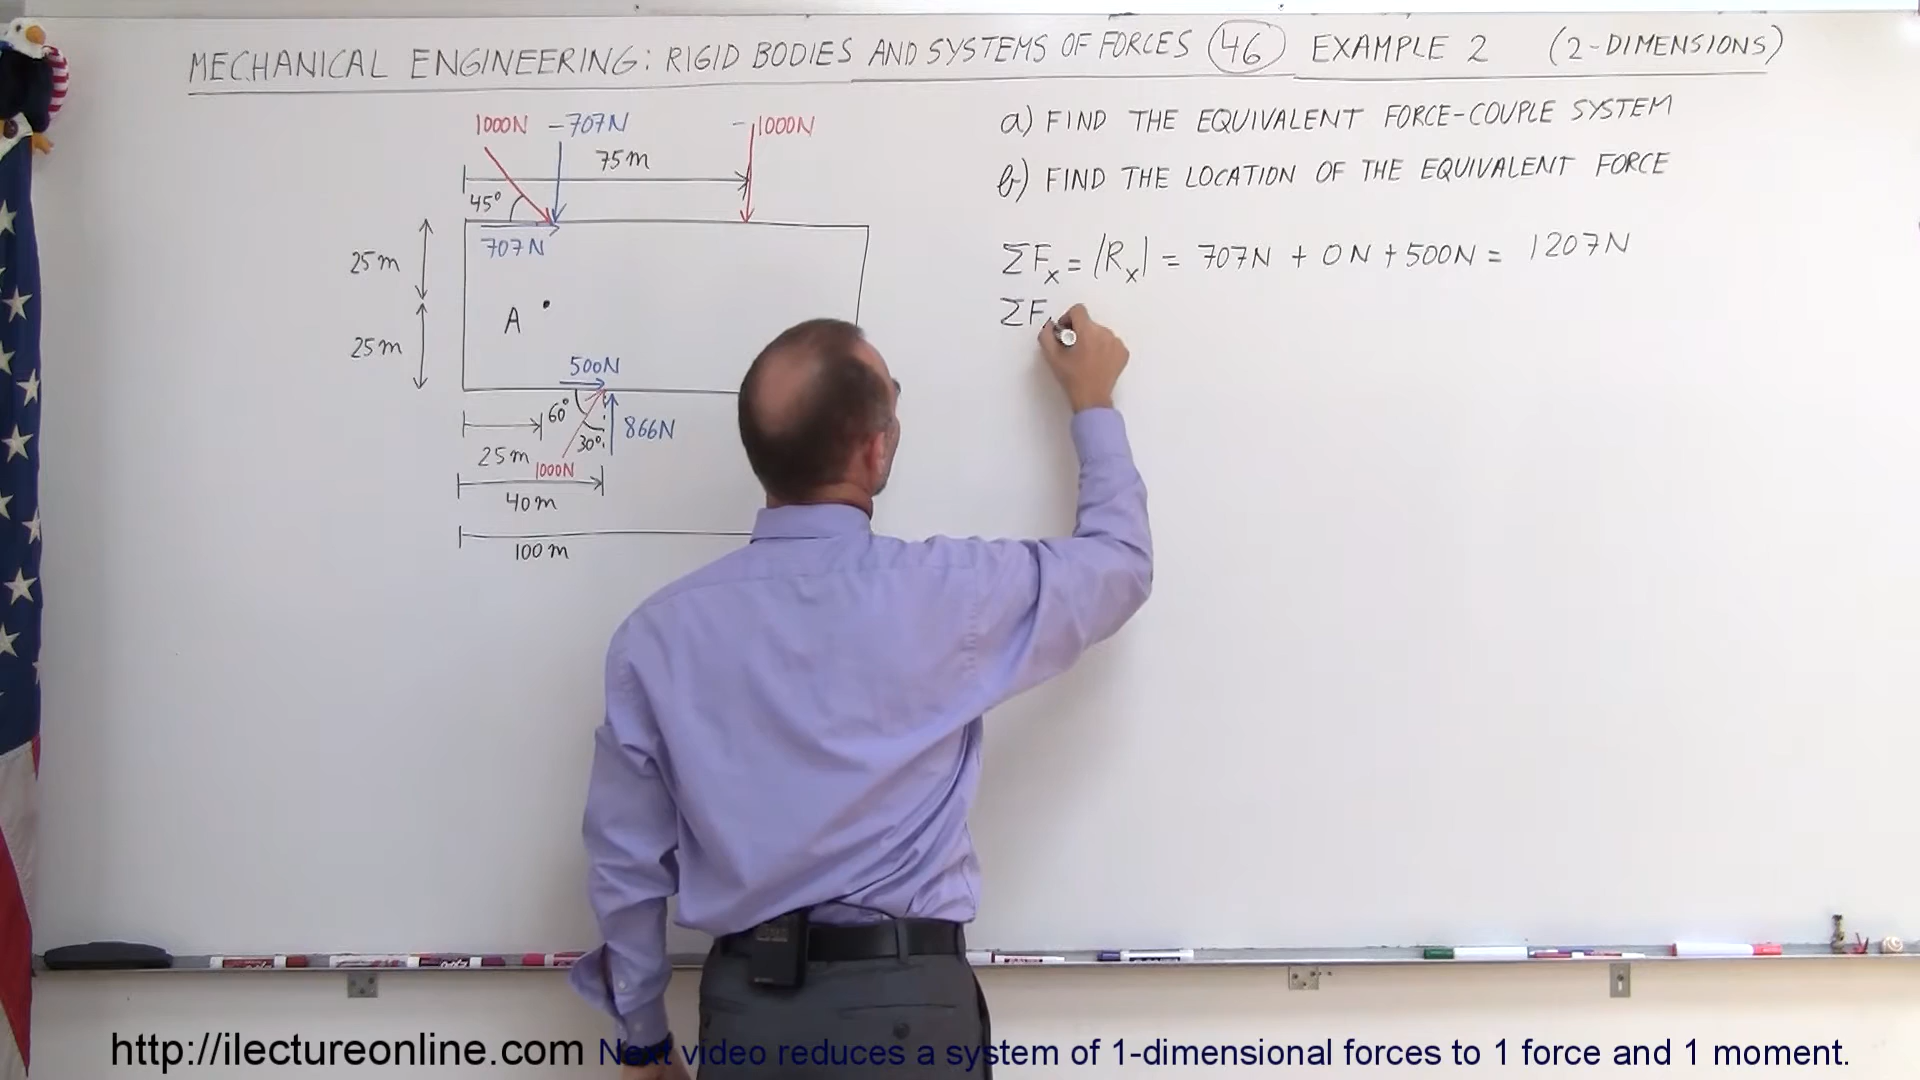 MECHANICAL ENGINEERING: RIGID BODIES AND SYSTEMS OF FORCES 46 EXAMPLE 2 (2-DIMENSIONS)
1000N -707N -1000N
75m
45°
707N
25m
A
25m
500N
60°
30°
866N
25m
1000N
40m
100m
a) FIND THE EQUIVALENT FORCE-COUPLE SYSTEM
b) FIND THE LOCATION OF THE EQUIVALENT FORCE
ΣFx = |Rx| = 707N + 0N + 500N = 1207N
ΣF
http://ilectureonline.com Next video reduces a system of 1-dimensional forces to 1 force and 1 moment.